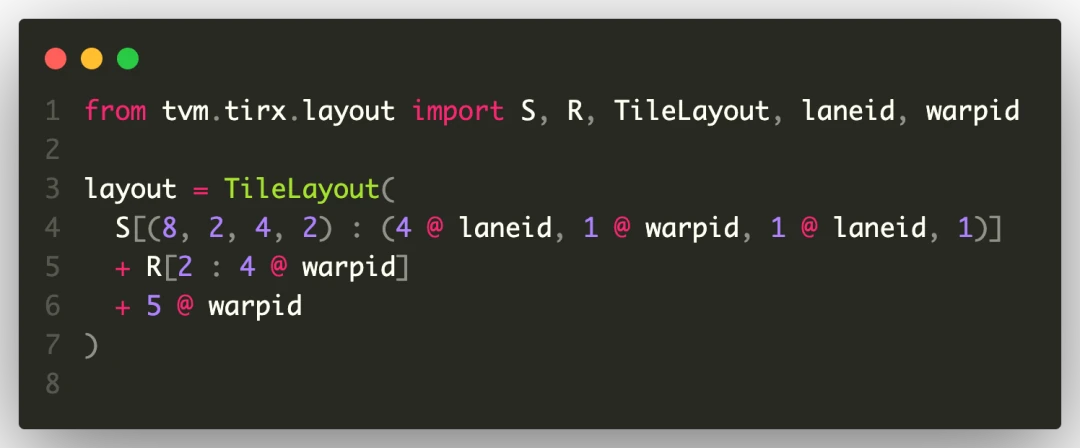 1 from tvm.tirx.layout import S, R, TileLayout, laneid, warpid
2
3 layout = TileLayout(
4   S[(8, 2, 4, 2) : (4 @ laneid, 1 @ warpid, 1 @ laneid, 1)]
5   + R[2 : 4 @ warpid]
6   + 5 @ warpid
7 )
8